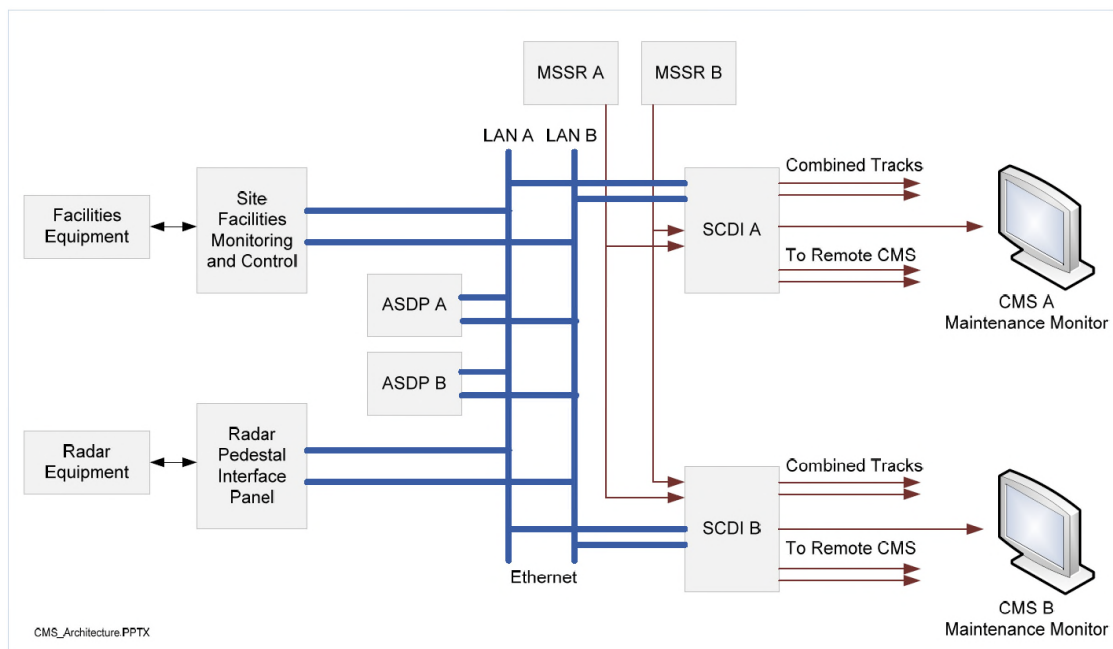 MSSR A
MSSR B
LAN A
LAN B
Combined Tracks
Facilities
Equipment
Site
Facilities
Monitoring
and Control
SCDI A
To Remote CMS
ASDP A
CMS A
Maintenance Monitor
ASDP B
Radar
Equipment
Radar
Pedestal
Interface
Panel
Combined Tracks
SCDI B
To Remote CMS
Ethernet
CMS B
Maintenance Monitor
CMS_Architecture.PPTX